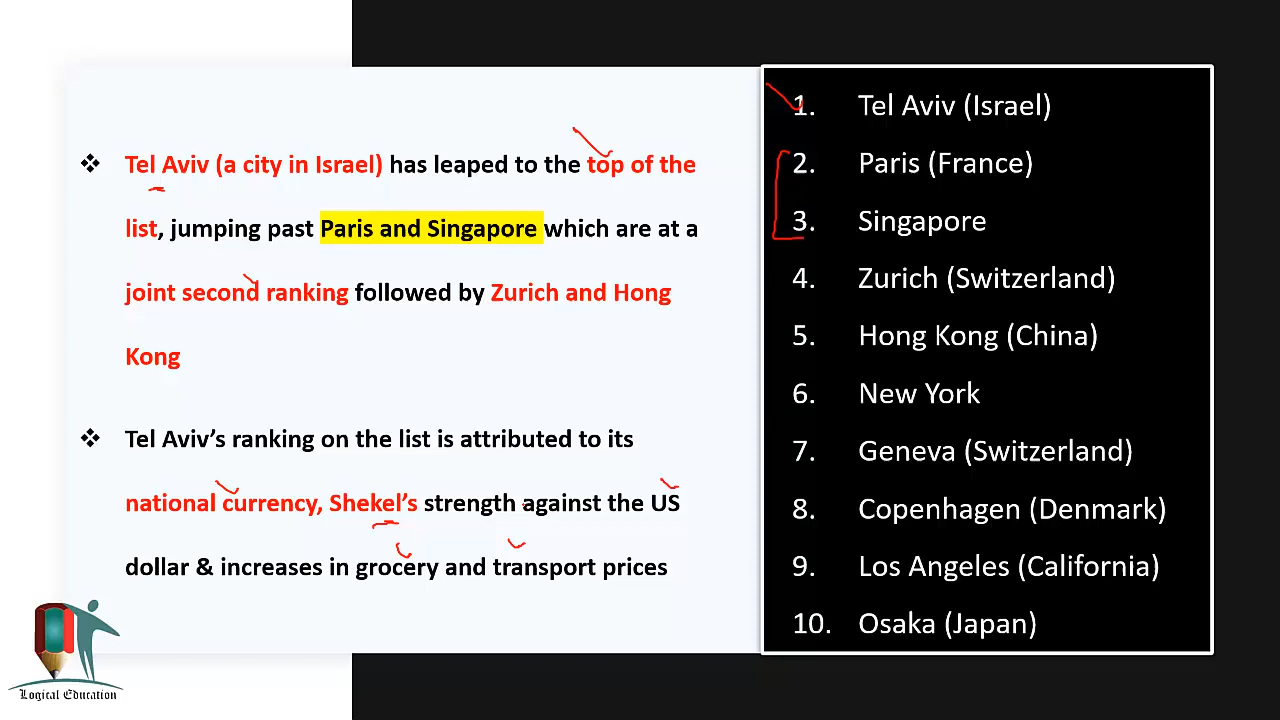 ❖ Tel Aviv (a city in Israel) has leaped to the top of the
list, jumping past Paris and Singapore which are at a
joint second ranking followed by Zurich and Hong
Kong
❖ Tel Aviv’s ranking on the list is attributed to its
national currency, Shekel’s strength against the US
dollar & increases in grocery and transport prices
1. Tel Aviv (Israel)
2. Paris (France)
3. Singapore
4. Zurich (Switzerland)
5. Hong Kong (China)
6. New York
7. Geneva (Switzerland)
8. Copenhagen (Denmark)
9. Los Angeles (California)
10. Osaka (Japan)
Logical Education